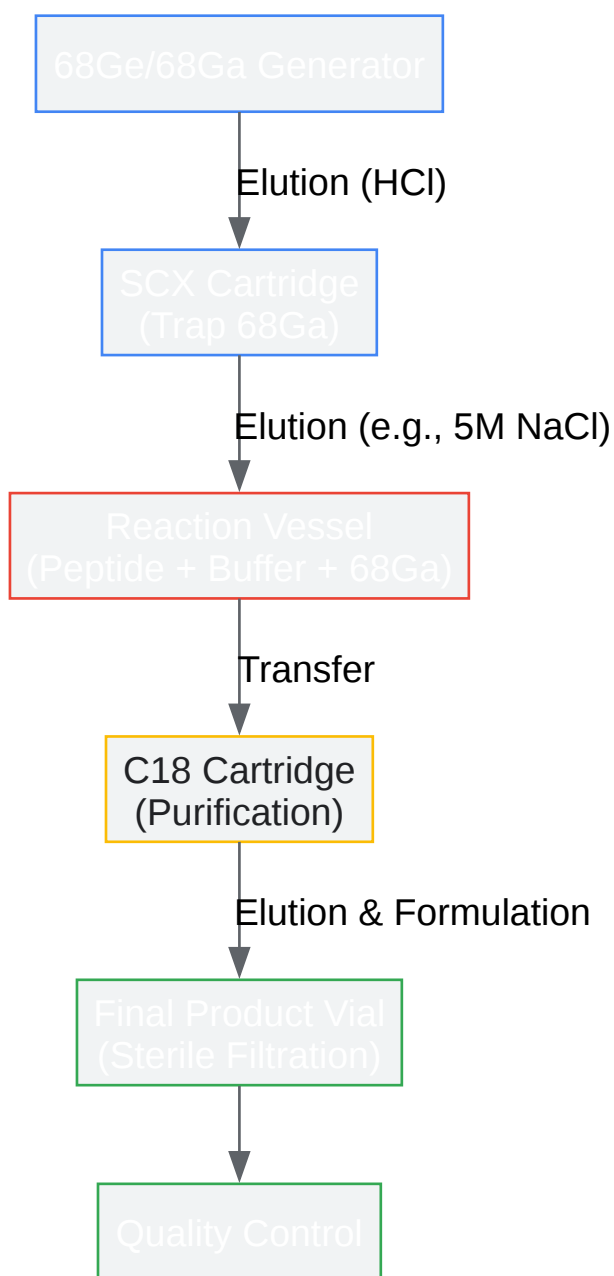 68Ge/68Ga Generator
Elution (HCl)
SCX Cartridge
(Trap 68Ga)
Elution (e.g., 5M NaCl)
Reaction Vessel
(Peptide + Buffer + 68Ga)
Transfer
C18 Cartridge
(Purification)
Elution & Formulation
Final Product Vial
(Sterile Filtration)
Quality Control